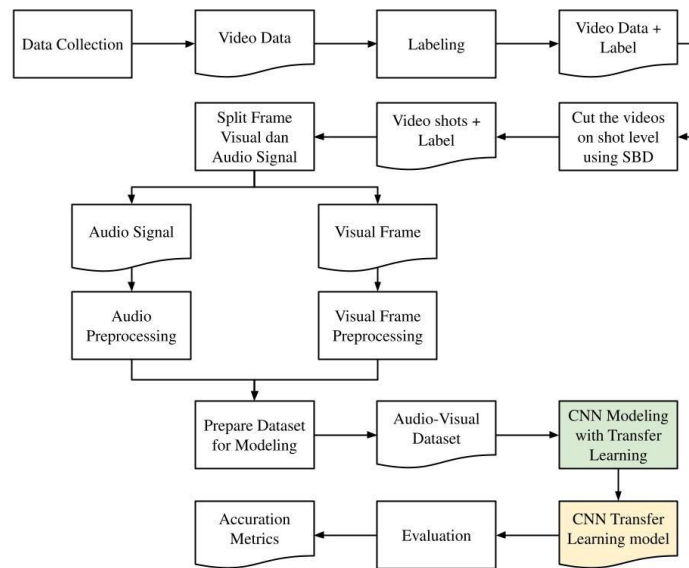 Data Collection
Video Data
Labeling
Video Data +
Label
Split Frame
Visual dan
Audio Signal
Video shots +
Label
Cut the videos
on shot level
using SBD
Audio Signal
Visual Frame
Audio
Preprocessing
Visual Frame
Preprocessing
Prepare Dataset
for Modeling
Audio-Visual
Dataset
CNN Modeling
with Transfer
Learning
Accuration
Metrics
Evaluation
CNN Transfer
Learning model